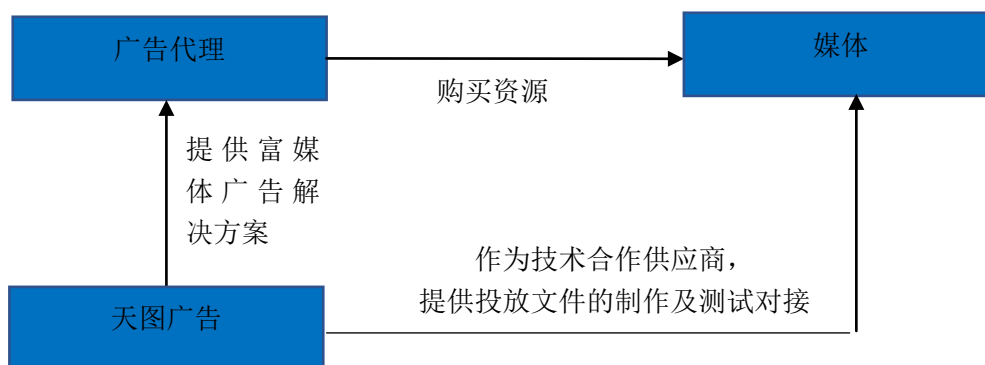 广告代理
媒体
购买资源
提供富媒
体广告解
决方案
作为技术合作供应商，
提供投放文件的制作及测试对接
天图广告